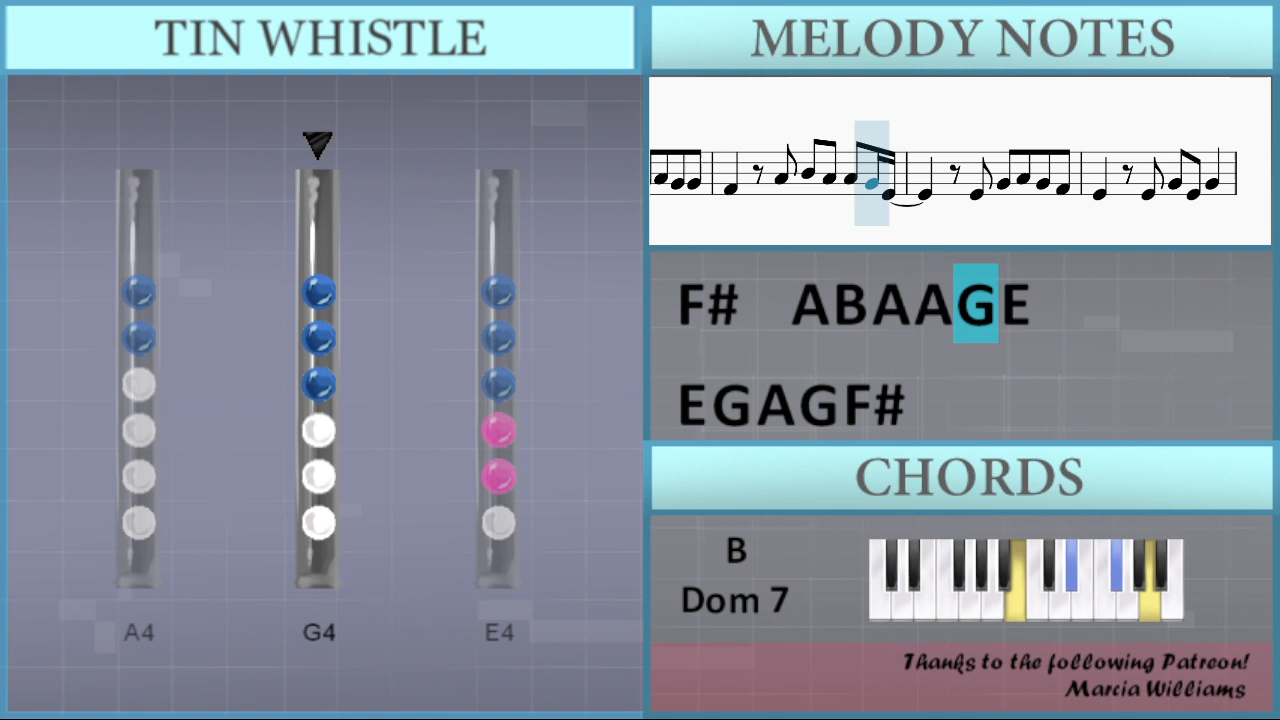 TIN WHISTLE
A4
G4
E4
MELODY NOTES
F# ABAAGE
EGAGF#
CHORDS
B
Dom 7
Thanks to the following Patreon!
Marcia Williams